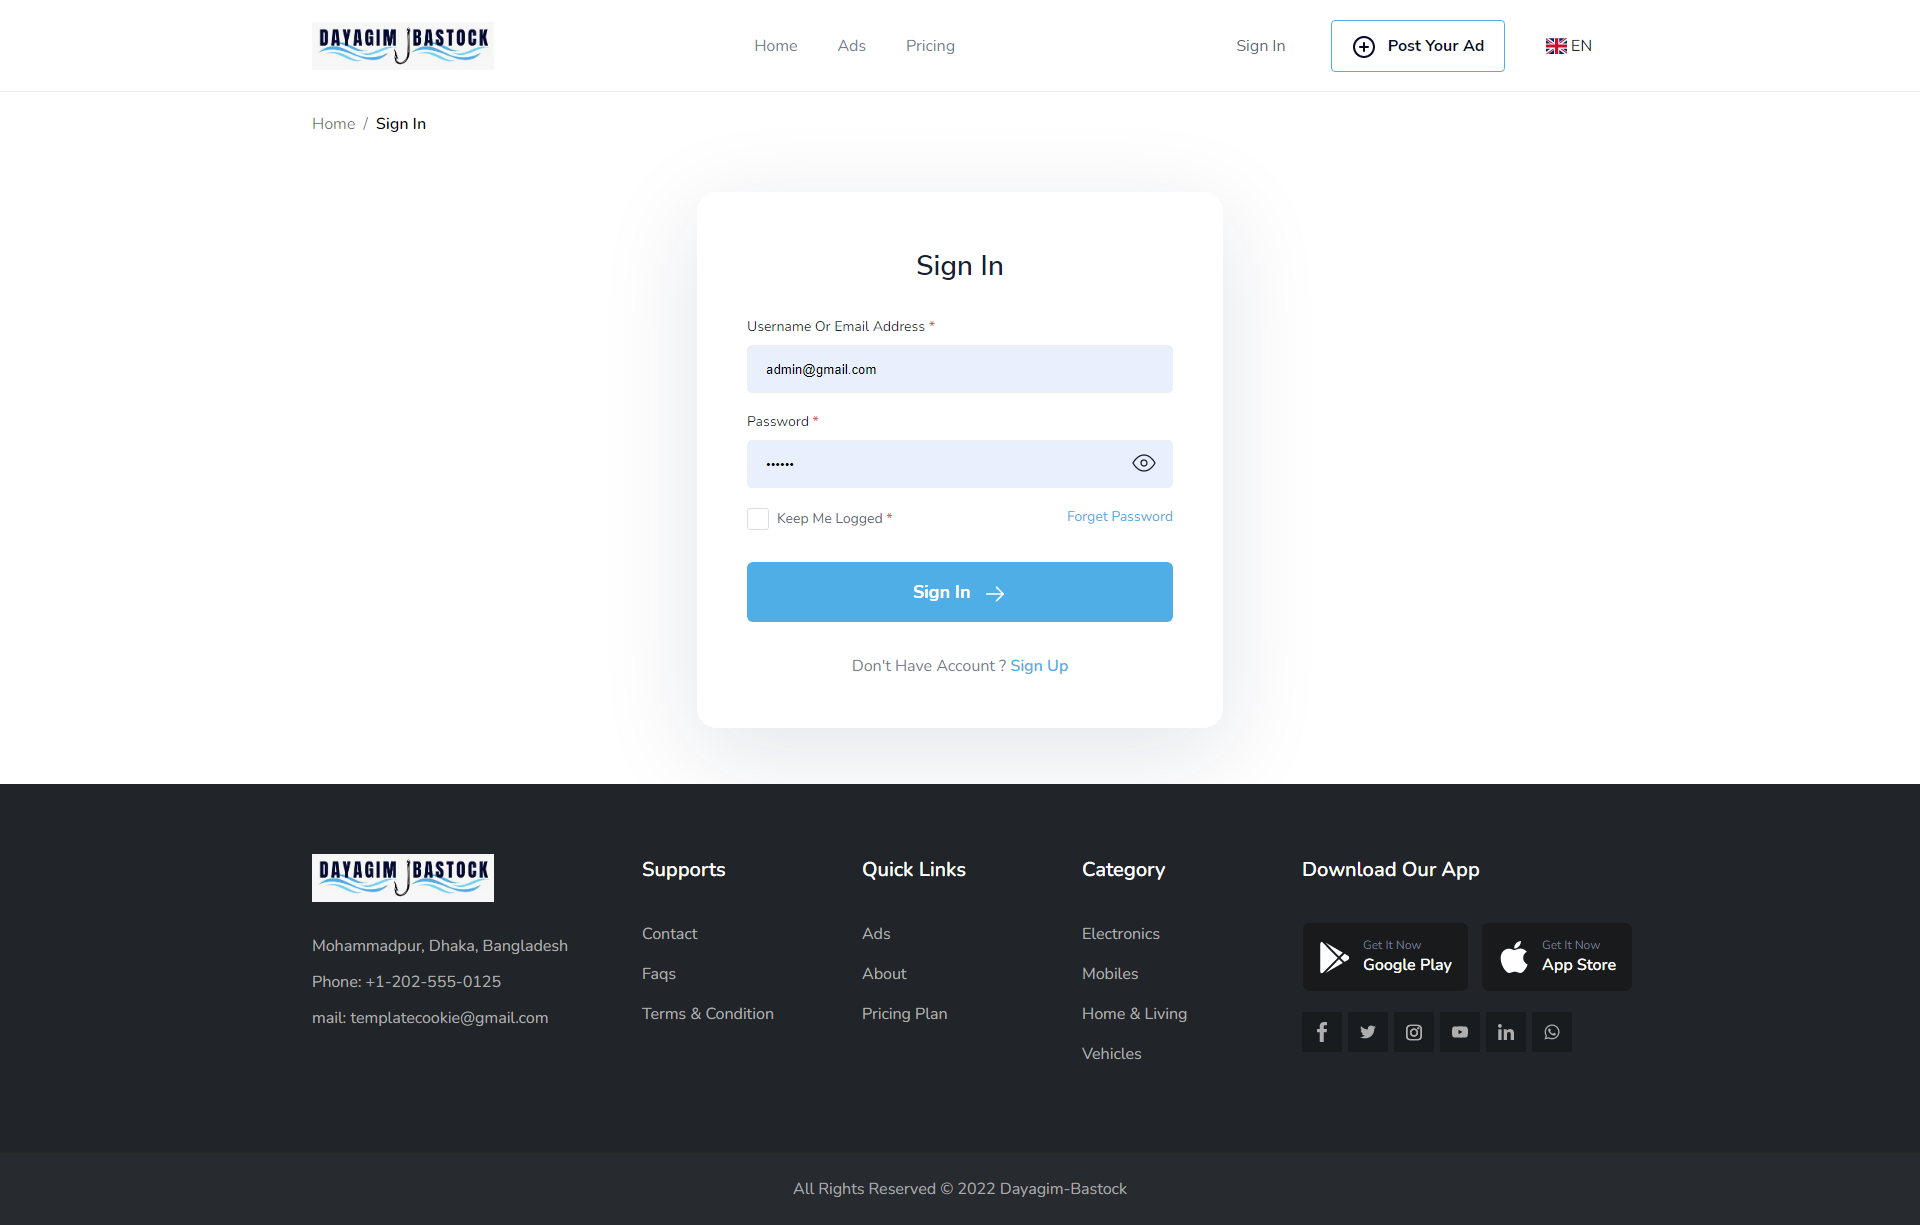 DAYAGIM BASTOCK
Home Ads Pricing
Sign In
Post Your Ad
EN
Home / Sign In
Sign In
Username Or Email Address *
admin@gmail.com
Password *
••••••
Keep Me Logged *
Forget Password
Sign In
Don't Have Account ? Sign Up
DAYAGIM BASTOCK
Mohammadpur, Dhaka, Bangladesh
Phone: +1-202-555-0125
mail: templatecookie@gmail.com
Supports
Contact
Faqs
Terms & Condition
Quick Links
Ads
About
Pricing Plan
Category
Electronics
Mobiles
Home & Living
Vehicles
Download Our App
Get It Now
Google Play
Get It Now
App Store
All Rights Reserved © 2022 Dayagim-Bastock